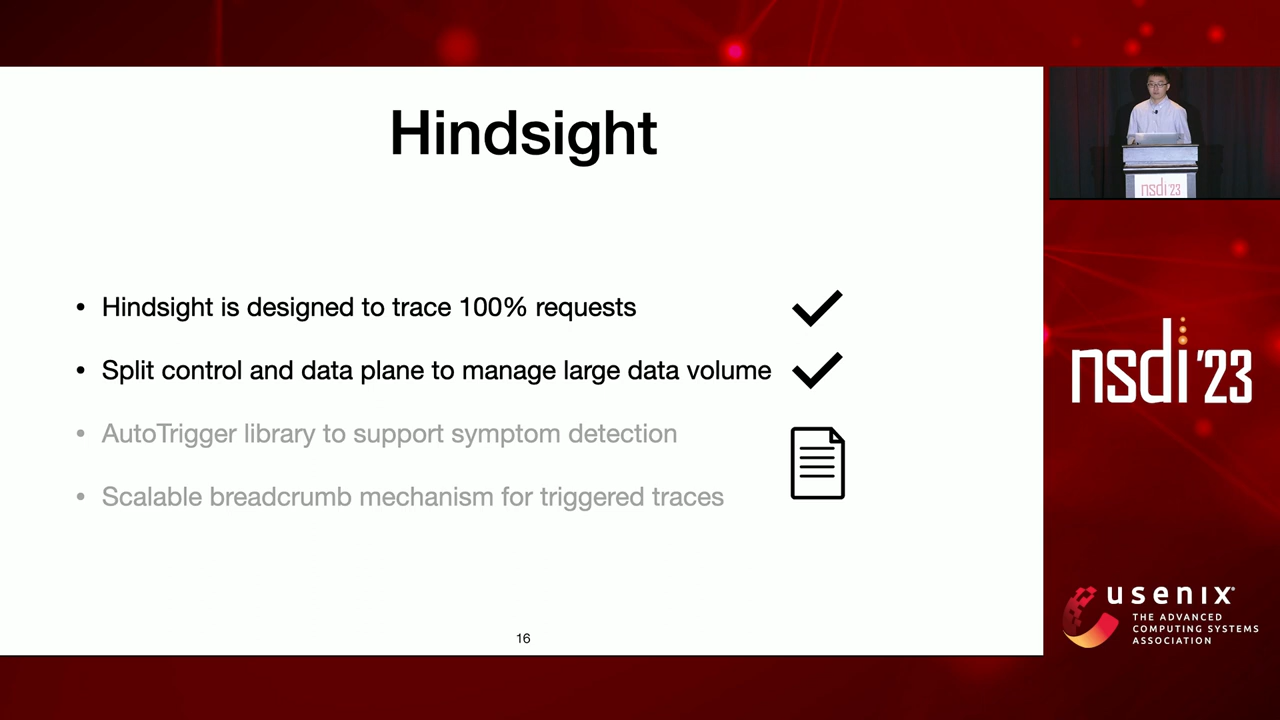 Hindsight
• Hindsight is designed to trace 100% requests
• Split control and data plane to manage large data volume
• AutoTrigger library to support symptom detection
• Scalable breadcrumb mechanism for triggered traces
16
nsdi '23
nsdi '23
usenix®
THE ADVANCED
COMPUTING SYSTEMS
ASSOCIATION